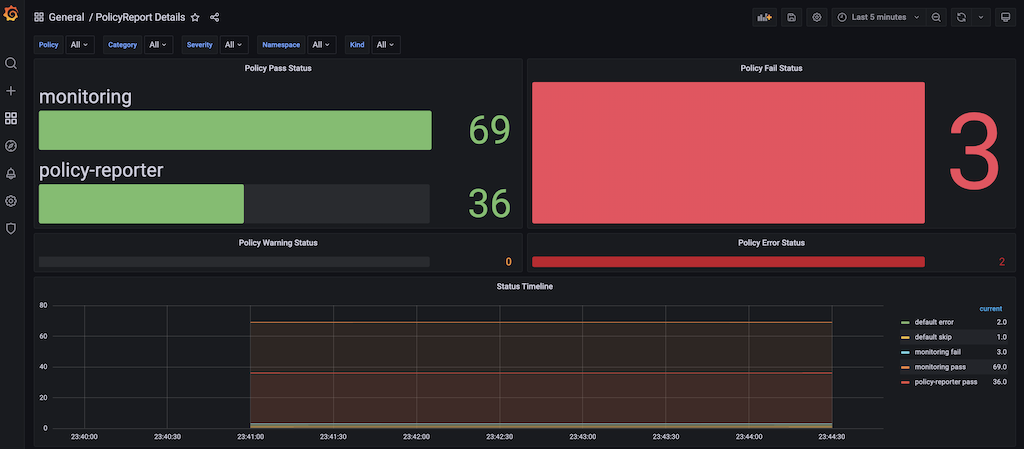 General / PolicyReport Details
Last 5 minutes
Policy All Category All Severity All Namespace All Kind All
Policy Pass Status
monitoring
69
policy-reporter
36
Policy Fail Status
3
Policy Warning Status
0
Policy Error Status
2
Status Timeline
80
60
40
20
0
23:40:00 23:40:30 23:41:00 23:41:30 23:42:00 23:42:30 23:43:00 23:43:30 23:44:00 23:44:30
current
default error 2.0
default skip 1.0
monitoring fail 3.0
monitoring pass 69.0
policy-reporter pass 36.0